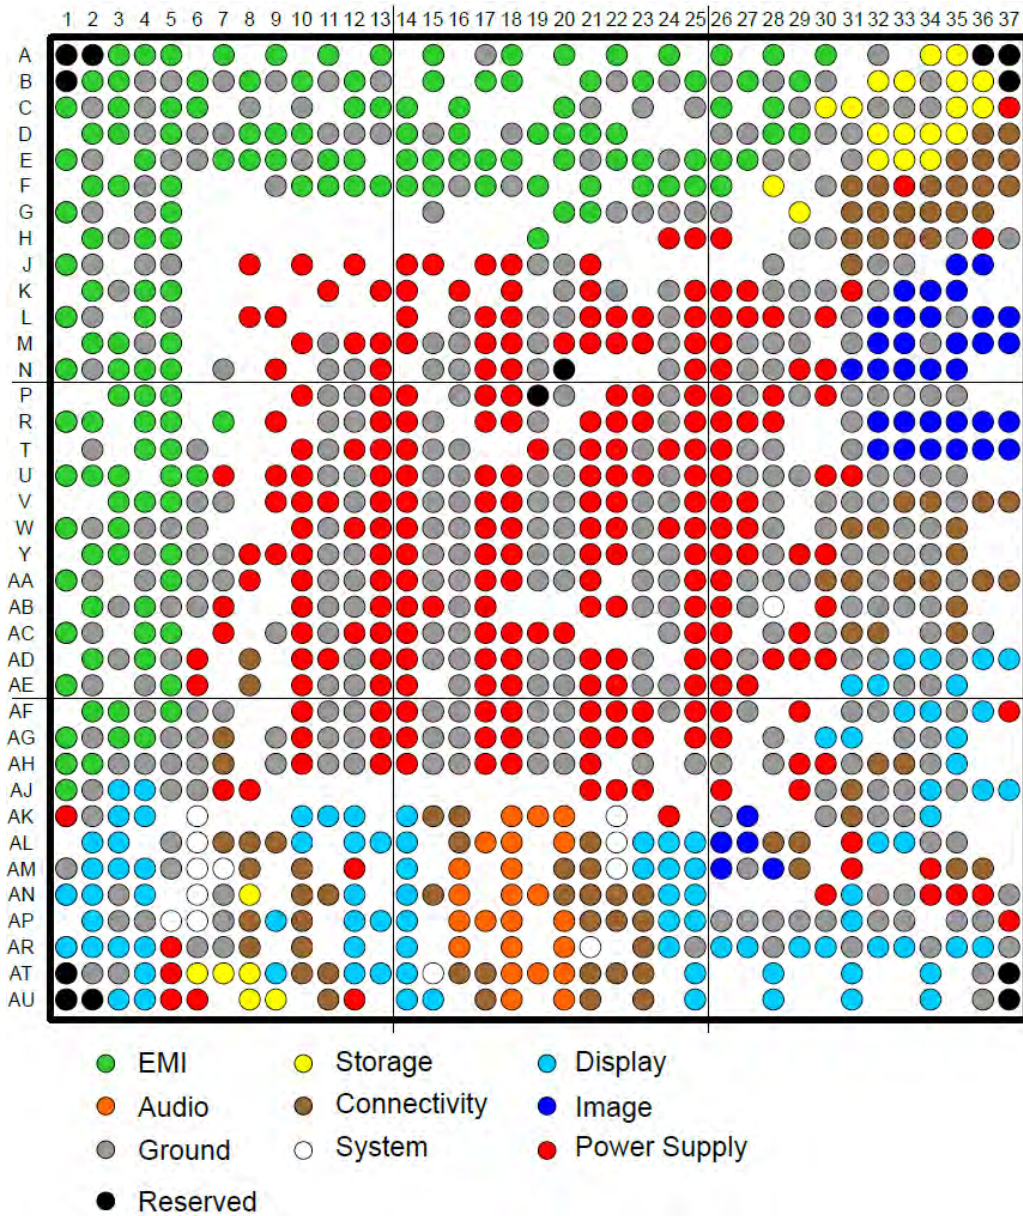 1 2 3 4 5 6 7 8 9 10 11 12 13 14 15 16 17 18 19 20 21 22 23 24 25 26 27 28 29 30 31 32 33 34 35 36 37
A
B
C
D
E
F
G
H
J
K
L
M
N
P
R
T
U
V
W
Y
AA
AB
AC
AD
AE
AF
AG
AH
AJ
AK
AL
AM
AN
AP
AR
AT
AU
EMI Storage Display
Audio Connectivity Image
Ground System Power Supply
Reserved